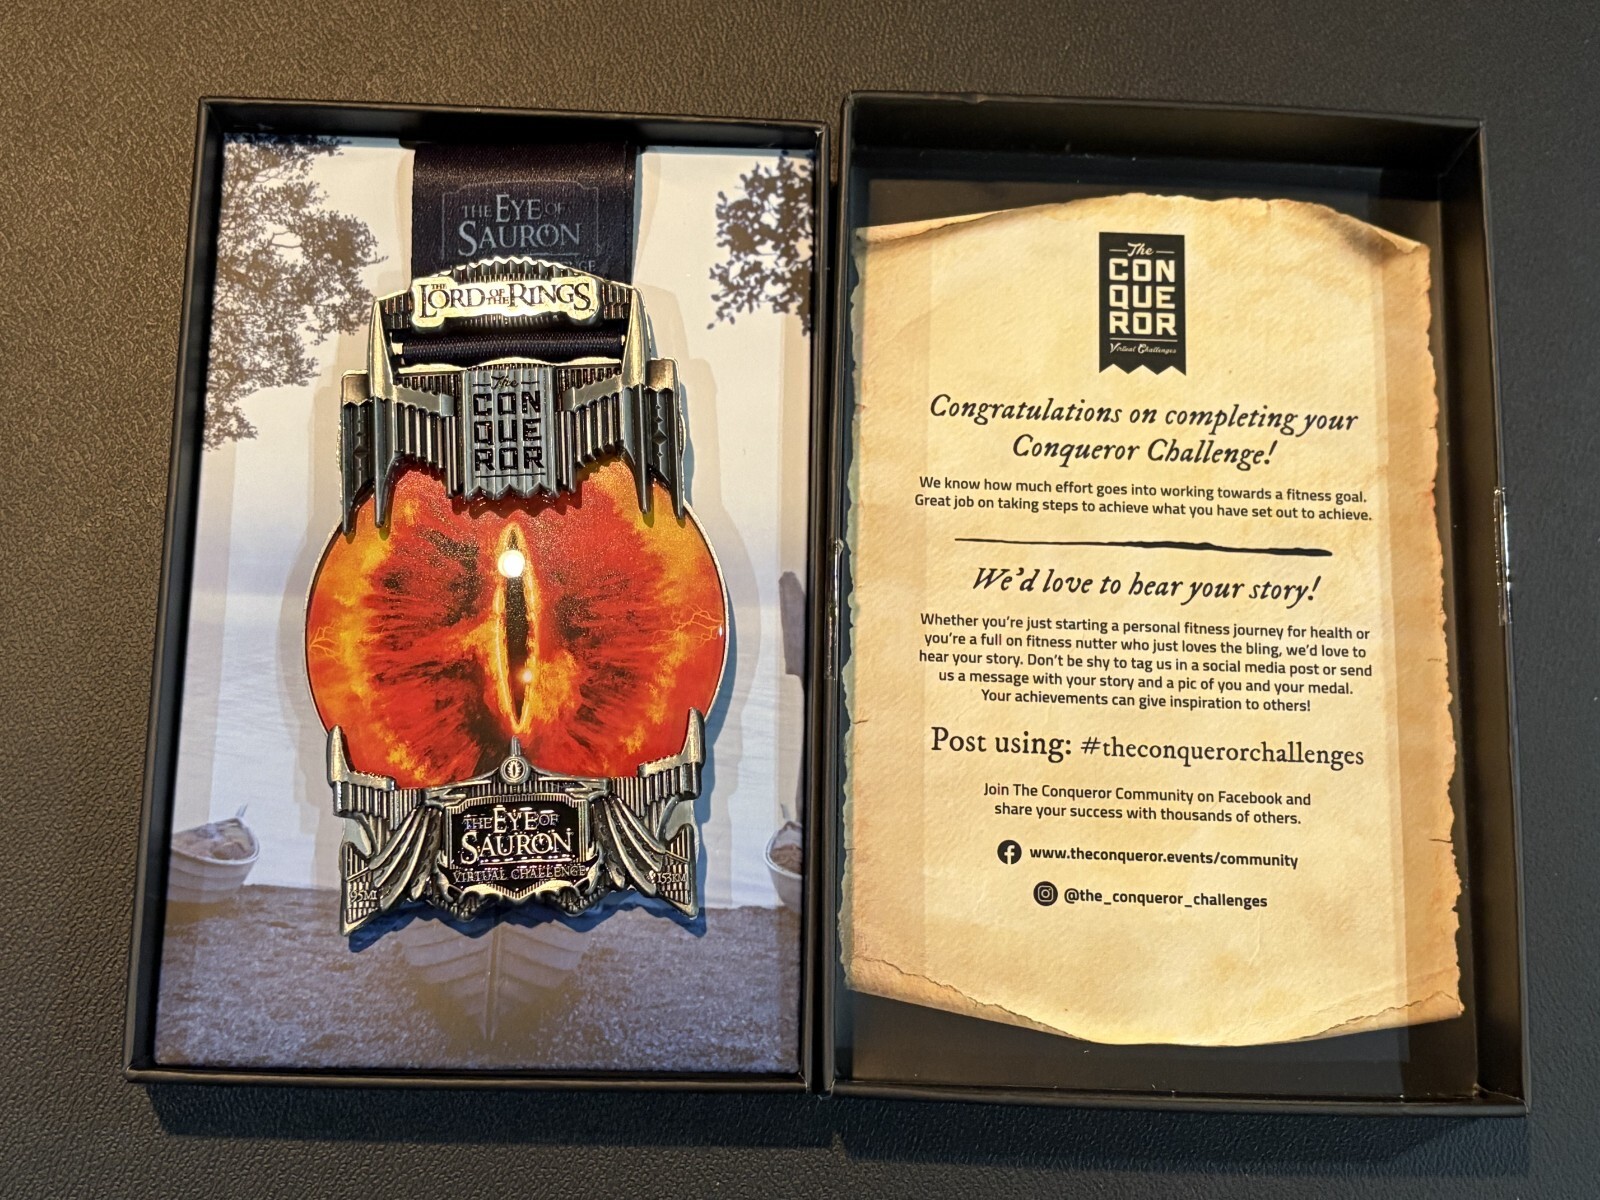 THE EYE OF
SAURON
THE
LORD OF THE RINGS
The
CON
QUE
ROR
THE EYE OF
SAURON
VIRTUAL CHALLENGE
95MI
153KM
The
CON
QUE
ROR
Virtual Challenges
Congratulations on completing your
Conqueror Challenge!
We know how much effort goes into working towards a fitness goal.
Great job on taking steps to achieve what you have set out to achieve.
We'd love to hear your story!
Whether you're just starting a personal fitness journey for health or
you're a full on fitness nutter who just loves the bling, we'd love to
hear your story. Don't be shy to tag us in a social media post or send
us a message with your story and a pic of you and your medal.
Your achievements can give inspiration to others!
Post using: #theconquerorchallenges
Join The Conqueror Community on Facebook and
share your success with thousands of others.
www.theconqueror.events/community
@the_conqueror_challenges